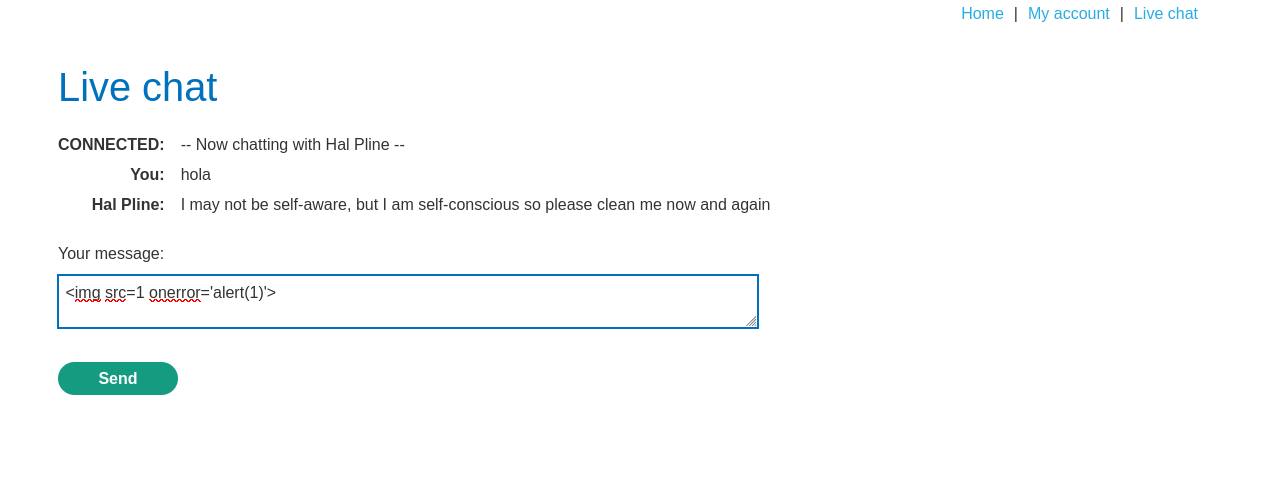 Home | My account | Live chat
Live chat
CONNECTED: -- Now chatting with Hal Pline --
You: hola
Hal Pline: I may not be self-aware, but I am self-conscious so please clean me now and again
Your message:
<img src=1 onerror='alert(1)'>
Send